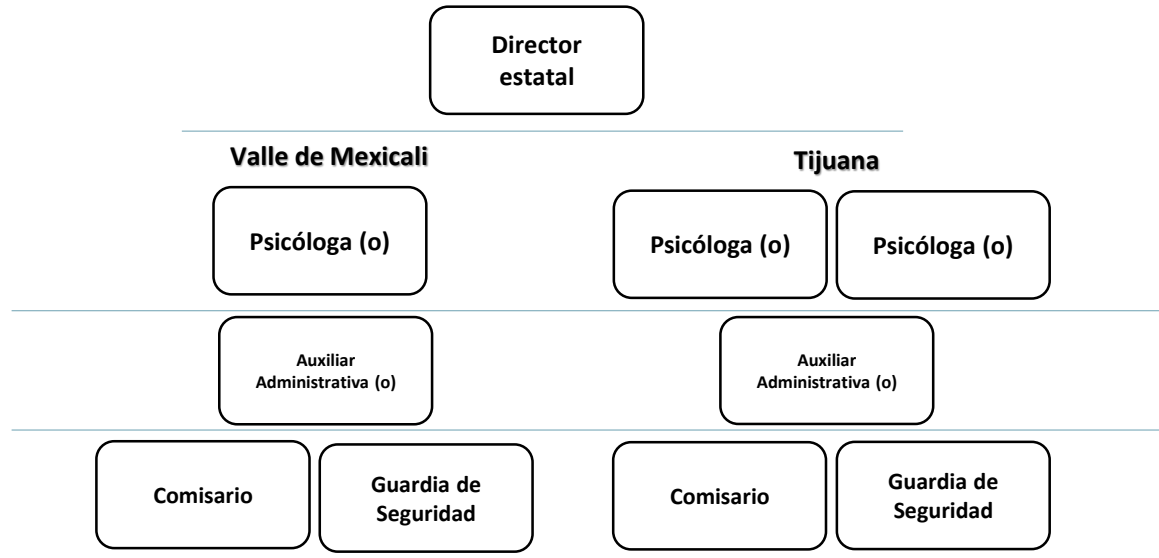 Director
estatal
Valle de Mexicali
Tijuana
Psicóloga (o)
Psicóloga (o)
Psicóloga (o)
Auxiliar
Administrativa (o)
Auxiliar
Administrativa (o)
Comisario
Guardia de
Seguridad
Comisario
Guardia de
Seguridad